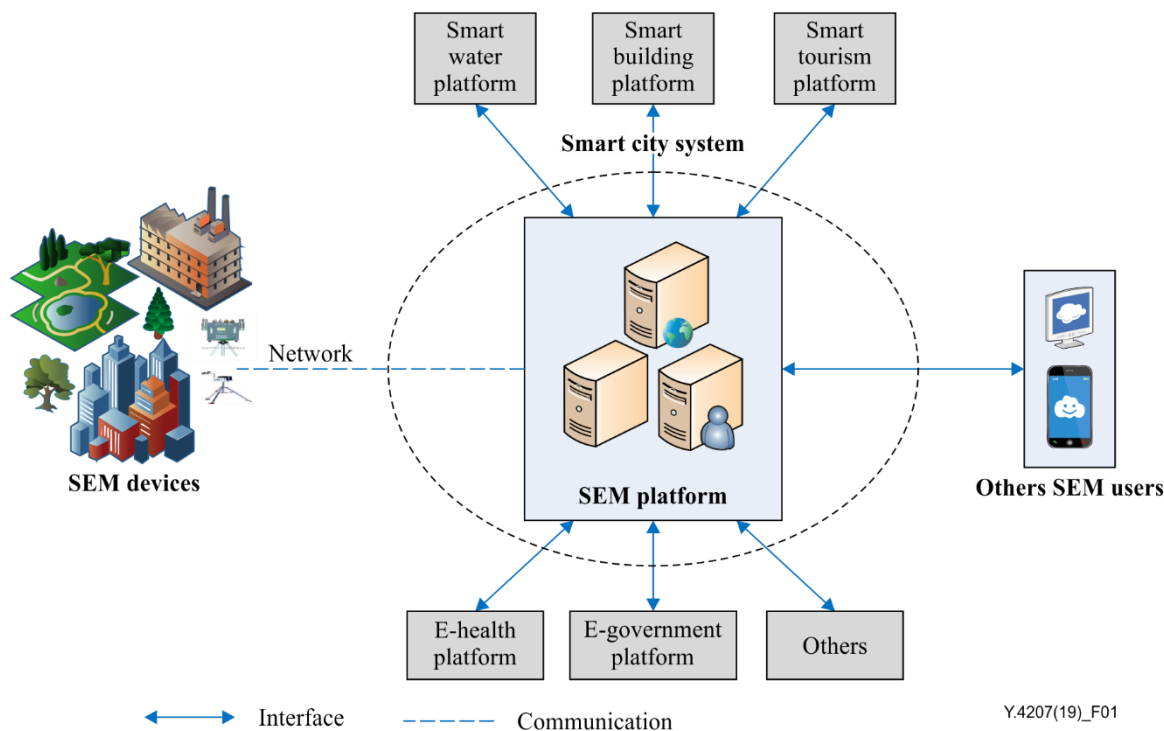 Smart
water
platform
Smart
building
platform
Smart
tourism
platform
Smart city system
Network
SEM devices
SEM platform
Others SEM users
E-health
platform
E-government
platform
Others
Interface
Communication
Y.4207(19)_F01